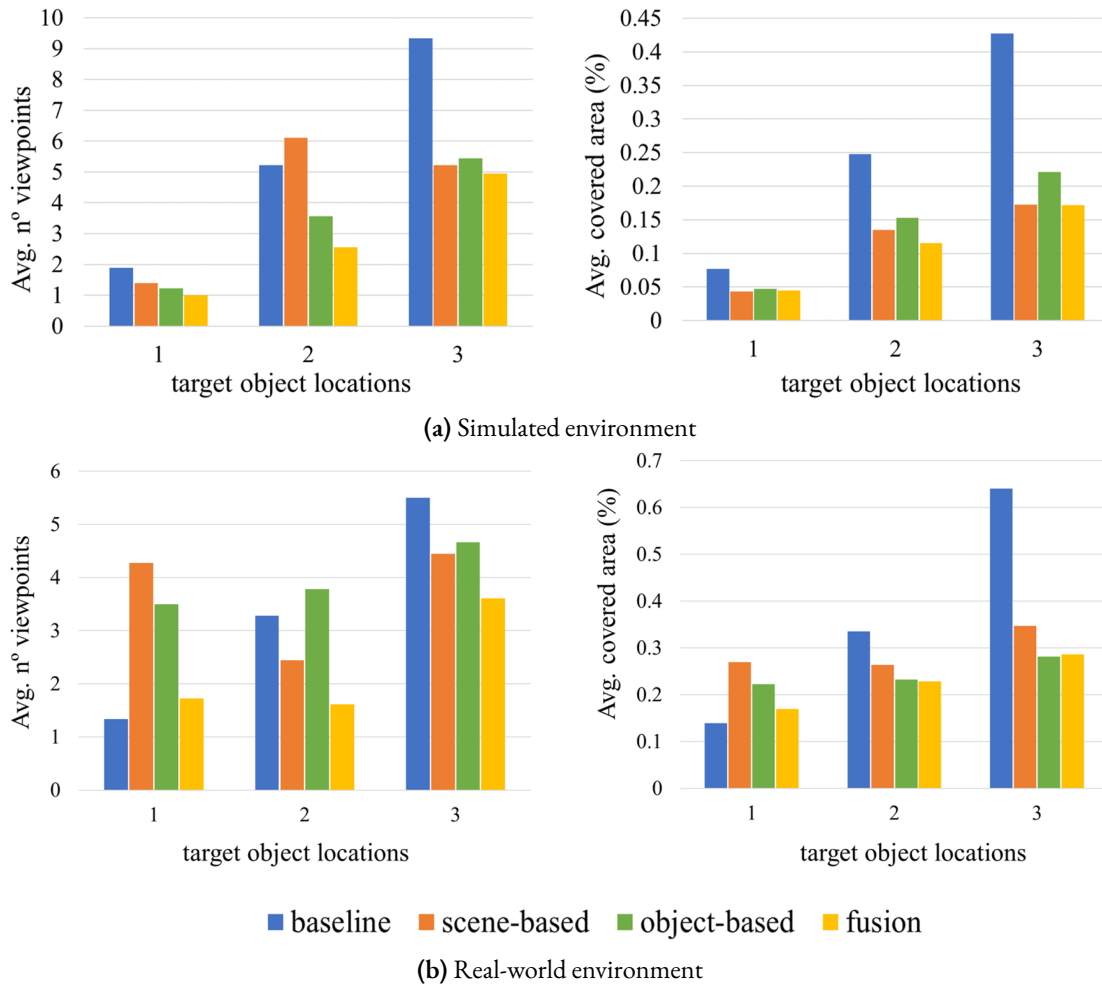 Avg. nº viewpoints
10
9
8
7
6
5
4
3
2
1
0
1 2 3
target object locations
Avg. covered area (%)
0.45
0.4
0.35
0.3
0.25
0.2
0.15
0.1
0.05
0
1 2 3
target object locations
(a) Simulated environment
Avg. nº viewpoints
6
5
4
3
2
1
0
1 2 3
target object locations
Avg. covered area (%)
0.7
0.6
0.5
0.4
0.3
0.2
0.1
0
1 2 3
target object locations
baseline scene-based object-based fusion
(b) Real-world environment